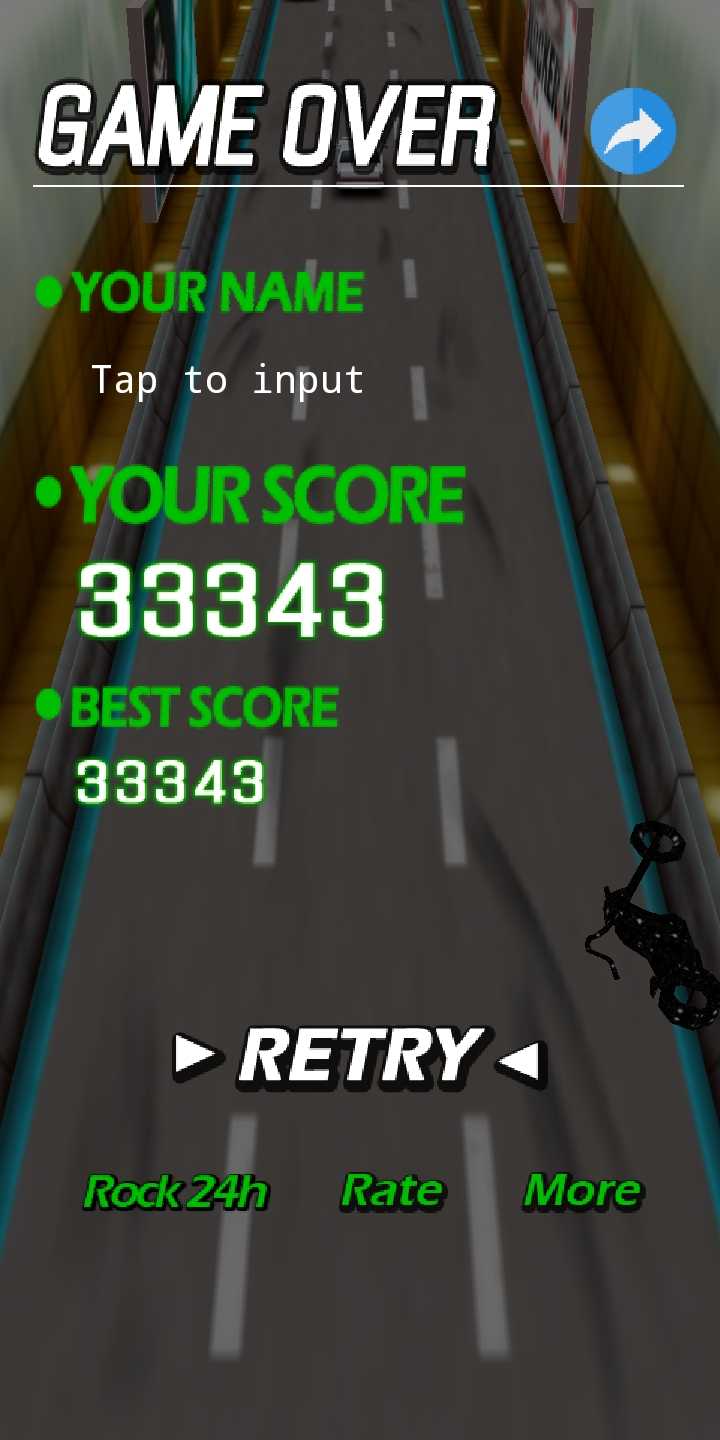 GAME OVER
YOUR NAME
Tap to input
YOUR SCORE
33343
BEST SCORE
33343
RETRY
Rock 24h Rate More